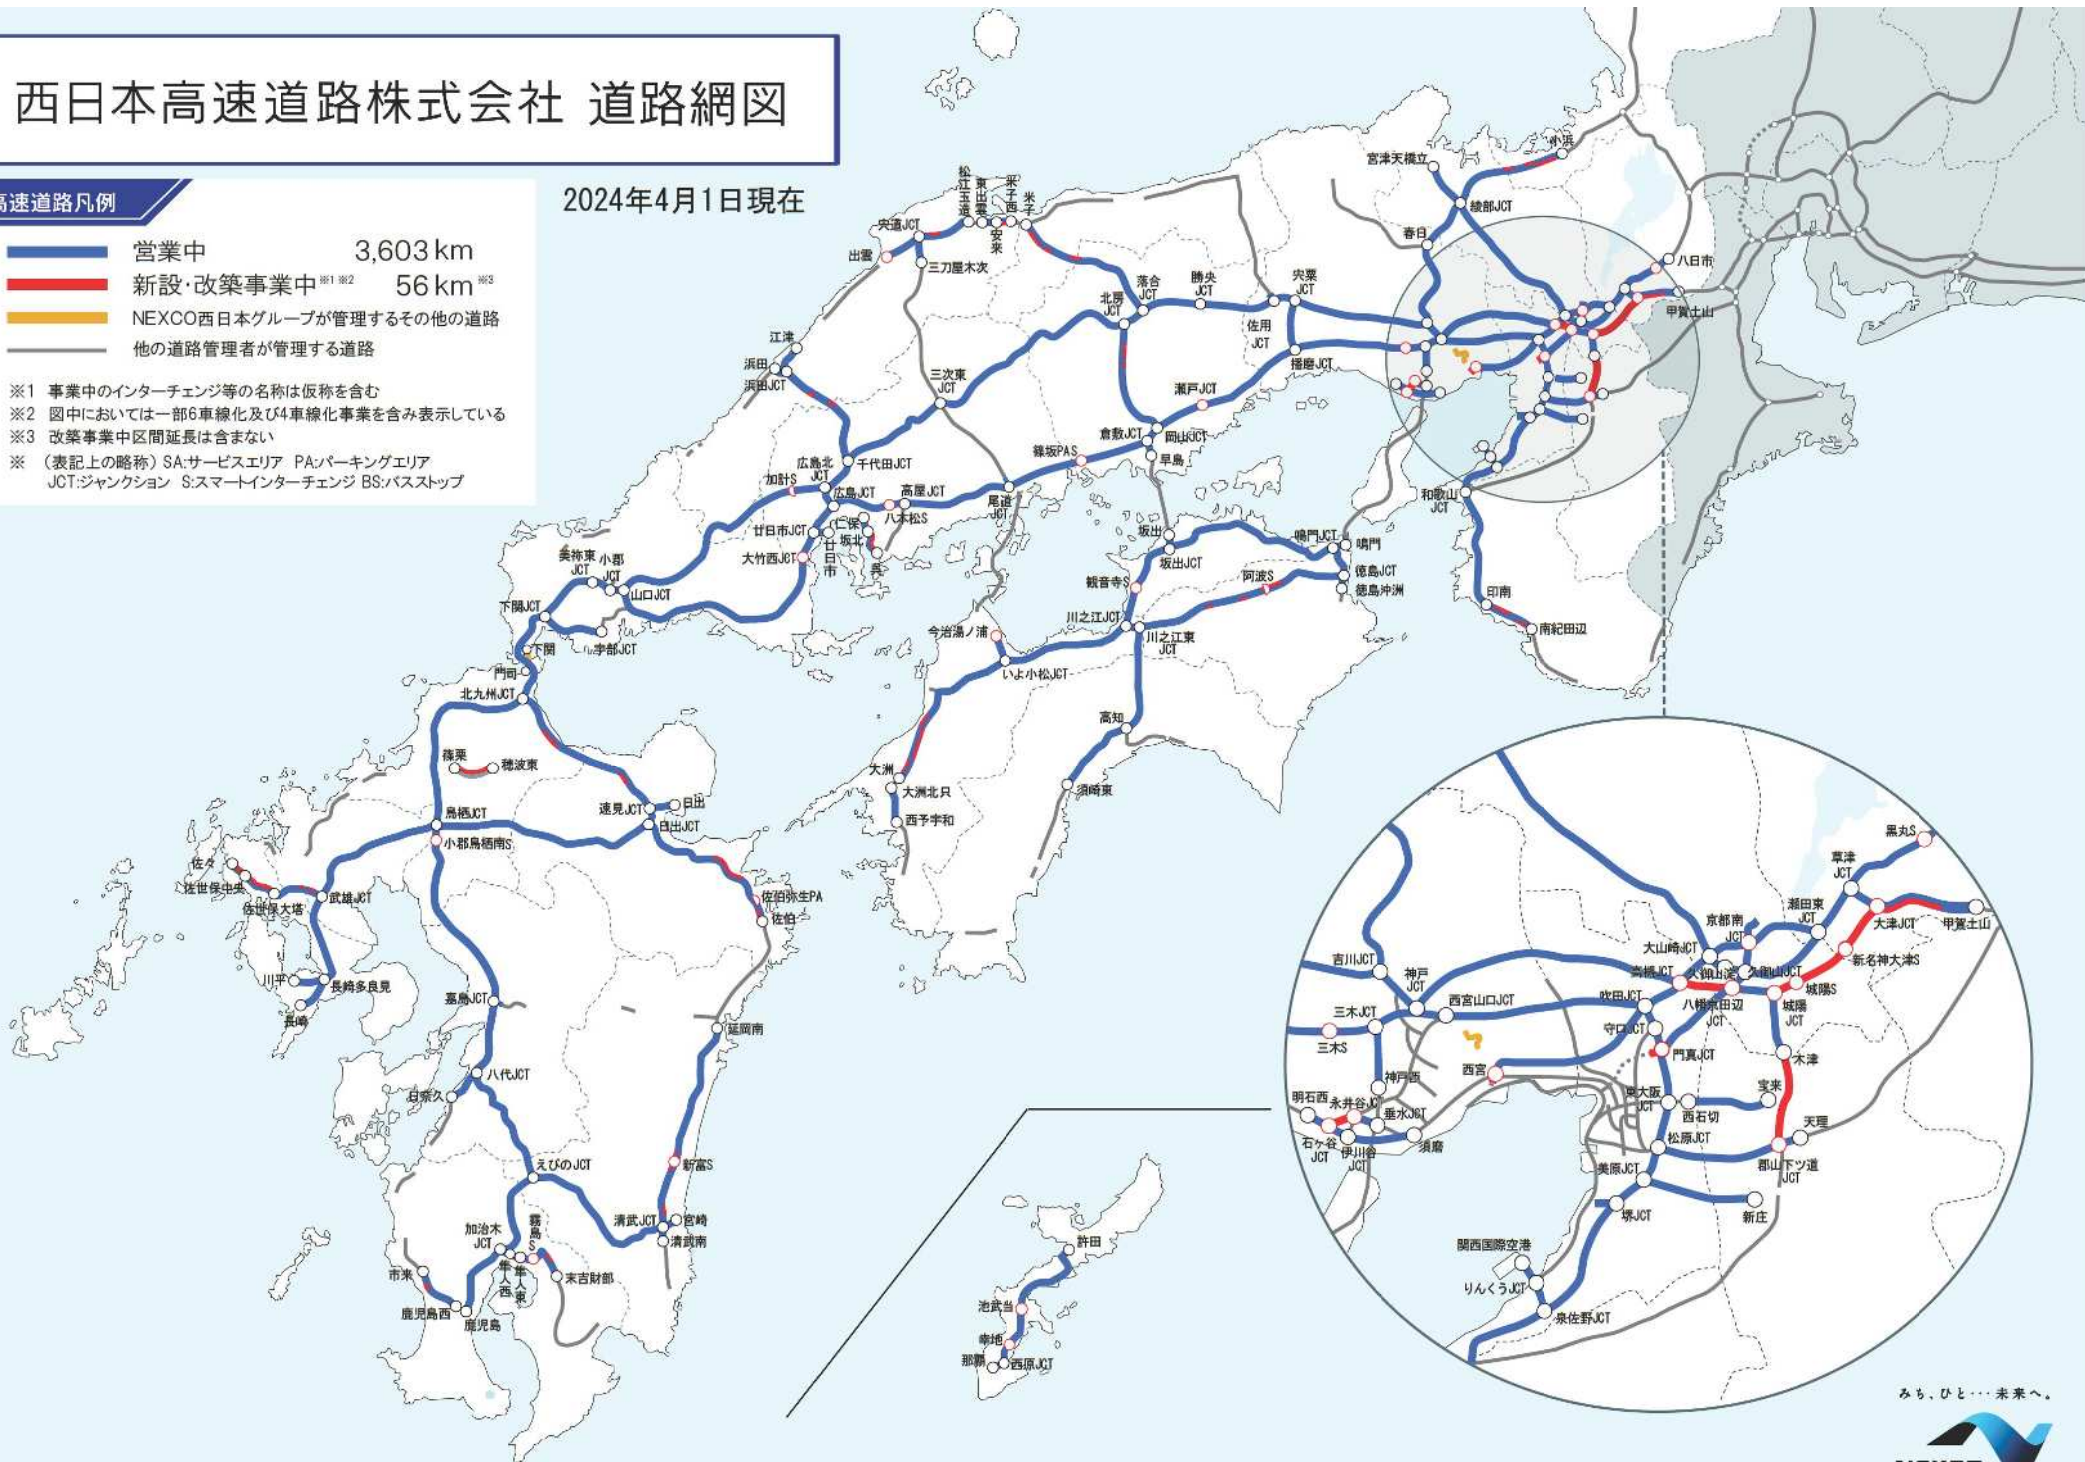 西日本高速道路株式会社 道路網図
高速道路凡例
2024年4月1日現在
営業中 3,603km
新設・改築事業中※1 ※2 56km※3
NEXCO西日本グループが管理するその他の道路
他の道路管理者が管理する道路
※1 事業中のインターチェンジ等の名称は仮称を含む
※2 図中においては一部6車線化及び4車線化事業を含み表示している
※3 改築事業中区間延長は含まない
※ (表記上の略称) SA:サービスエリア PA:パーキングエリア
JCT:ジャンクション S:スマートインターチェンジ BS:バスストップ
小浜
宮津天橋立
綾部JCT
春日
八日市
甲賀土山
松江玉造
東出雲
安来
米子西
米子
宍道JCT
出雲
三刀屋木次
落合JCT
勝央JCT
宍粟JCT
北房JCT
佐用JCT
播磨JCT
江津
浜田
浜田JCT
三次東JCT
瀬戸JCT
倉敷JCT
岡山JCT
早島
篠坂PAS
千代田JCT
広島北JCT
加計S
広島JCT
高屋JCT
八本松S
尾道JCT
廿日市JCT
廿日市
仁保
坂北
呉
大竹西JCT
和歌山JCT
印南
南紀田辺
坂出
坂出JCT
鳴門JCT
鳴門
徳島JCT
徳島沖洲
阿波S
観音寺S
川之江JCT
川之江東JCT
今治湯ノ浦
いよ小松JCT
高知
須崎東
大洲
大洲北只
西予宇和
美祢東JCT
小郡JCT
山口JCT
下関JCT
宇部JCT
下関
門司
北九州JCT
篠栗
穂波東
鳥栖JCT
小郡鳥栖南S
速見JCT
日出
日出JCT
佐伯弥生PA
佐伯
佐々
佐世保中央
佐世保大塔
武雄JCT
川平
長崎多良見
長崎
嘉島JCT
延岡南
八代JCT
日奈久
えびのJCT
新富S
清武JCT
宮崎
清武南
加治木JCT
霧島S
隼人西
隼人東
末吉財部
市来
鹿児島西
鹿児島
許田
池武当
幸地
那覇
西原JCT
黒丸S
草津JCT
瀬田東JCT
京都南JCT
大津JCT
甲賀土山
大山崎JCT
新名神大津S
吉川JCT
神戸JCT
高槻JCT
久御山淀
久御山JCT
城陽S
西宮山口JCT
吹田JCT
八幡京田辺JCT
城陽JCT
三木JCT
三木S
守口JCT
門真JCT
木津
西宮
神戸西
東大阪JCT
西石切
宝来
明石西
永井谷JCT
垂水JCT
石ヶ谷JCT
伊川谷JCT
須磨
松原JCT
天理
郡山下ツ道JCT
美原JCT
堺JCT
新庄
関西国際空港
りんくうJCT
泉佐野JCT
みち、ひと…未来へ。